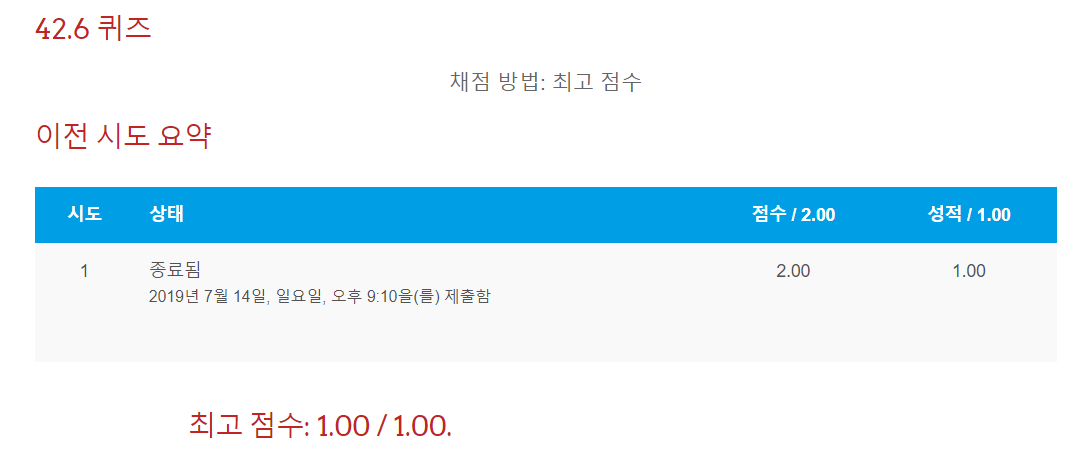 42.6 퀴즈
채점 방법: 최고 점수
이전 시도 요약
시도 상태 점수 / 2.00 성적 / 1.00
1 종료됨 2.00 1.00
2019년 7월 14일, 일요일, 오후 9:10을(를) 제출함
최고 점수: 1.00 / 1.00.